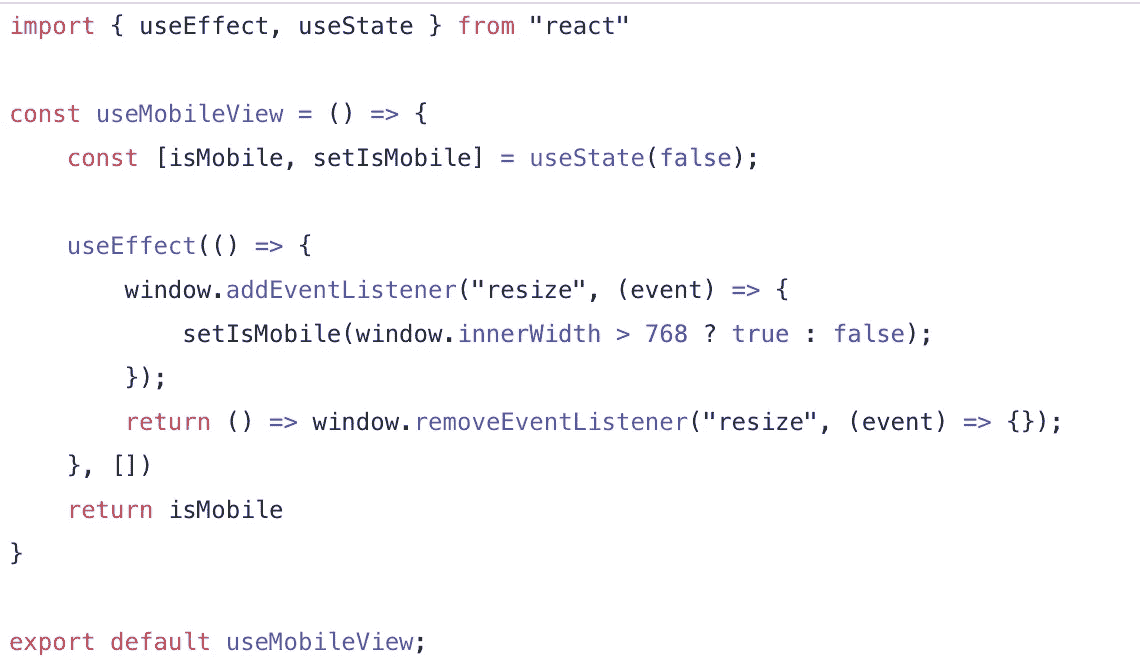 import { useEffect, useState } from "react"
const useMobileView = () => {
    const [isMobile, setIsMobile] = useState(false);
    useEffect(() => {
        window.addEventListener("resize", (event) => {
            setIsMobile(window.innerWidth > 768 ? true : false);
        });
        return () => window.removeEventListener("resize", (event) => {});
    }, [])
    return isMobile
}
export default useMobileView;